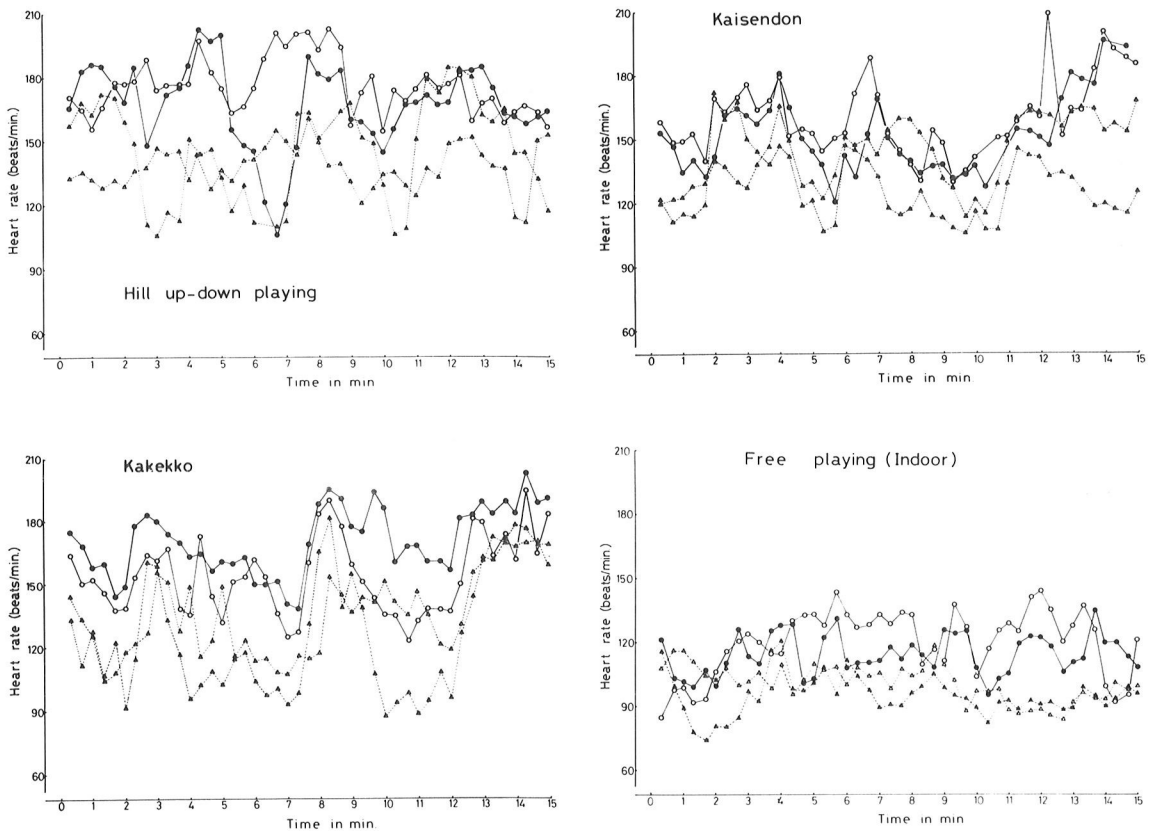 210
180
150
120
90
60
Heart rate (beats/min.)
Hill up-down playing
0 1 2 3 4 5 6 7 8 9 10 11 12 13 14 15
Time in min.
210
180
150
120
90
60
Heart rate (beats/min.)
Kaisendon
0 1 2 3 4 5 6 7 8 9 10 11 12 13 14 15
Time in min.
210
180
150
120
90
60
Heart rate (beats/min.)
Kakekko
0 1 2 3 4 5 6 7 8 9 10 11 12 13 14 15
Time in min.
210
180
150
120
90
60
Heart rate (beats/min.)
Free playing (Indoor)
0 1 2 3 4 5 6 7 8 9 10 11 12 13 14 15
Time in min.